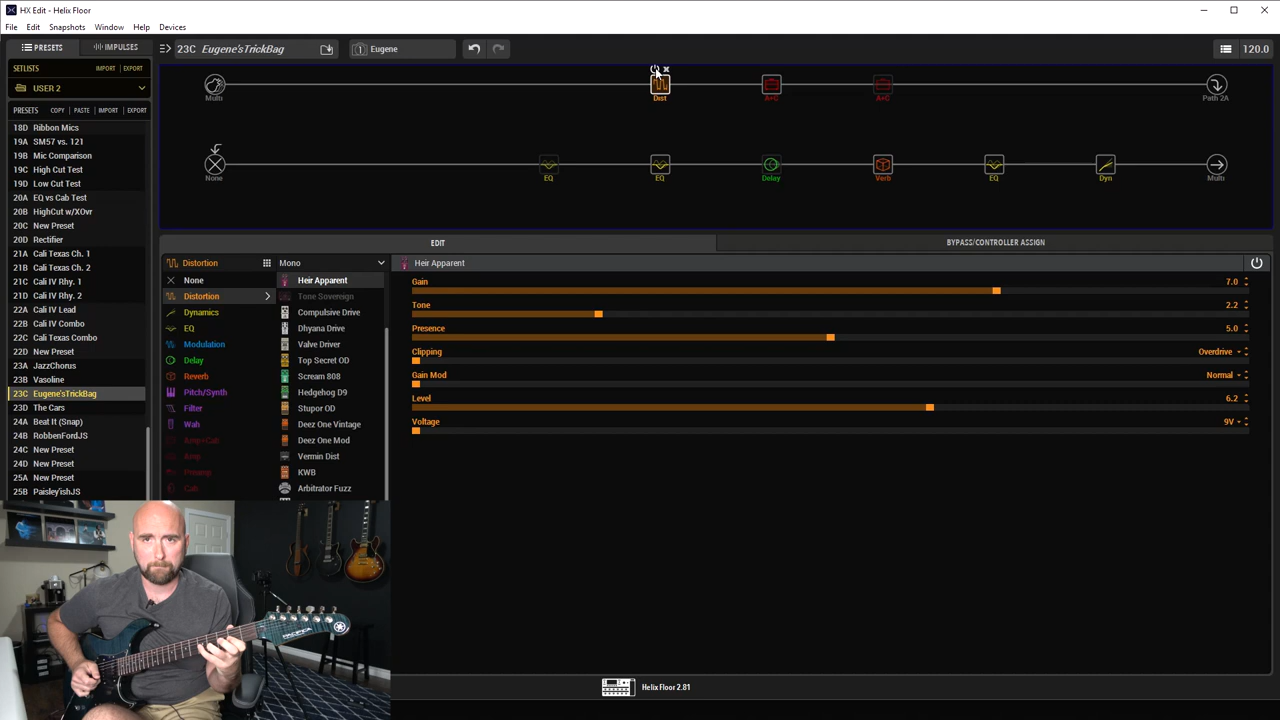 HX Edit - Helix Floor
File Edit Snapshots Window Help Devices
PRESETS IMPULSES
23C Eugene'sTrickBag
1 Eugene
120.0
SETLISTS IMPORT EXPORT
USER 2
PRESETS COPY PASTE IMPORT EXPORT
18D Ribbon Mics
19A SM57 vs. 121
19B Mic Comparison
19C High Cut Test
19D Low Cut Test
20A EQ vs Cab Test
20B HighCut w/XOvr
20C New Preset
20D Rectifier
21A Cali Texas Ch. 1
21B Cali Texas Ch. 2
21C Cali IV Rhy. 1
21D Cali IV Rhy. 2
22A Cali IV Lead
22B Cali IV Combo
22C Cali Texas Combo
22D New Preset
23A JazzChorus
23B Vasoline
23C Eugene'sTrickBag
23D The Cars
24A Beat It (Snap)
24B RobbenFordJS
24C New Preset
24D New Preset
25A New Preset
25B Paisley'ishJS
Multi Dist A+C A+C Path 2A
None EQ EQ Delay Verb EQ Dyn Multi
EDIT BYPASS/CONTROLLER ASSIGN
Distortion
None
Distortion
Dynamics
EQ
Modulation
Delay
Reverb
Pitch/Synth
Filter
Wah
Amp+Cab
Amp
Preamp
Cab
Mono
Heir Apparent
Tone Sovereign
Compulsive Drive
Dhyana Drive
Valve Driver
Top Secret OD
Scream 808
Hedgehog D9
Stupor OD
Deez One Vintage
Deez One Mod
Vermin Dist
KWB
Arbitrator Fuzz
Heir Apparent
Gain 7.0
Tone 2.2
Presence 5.0
Clipping Overdrive
Gain Mod Normal
Level 6.2
Voltage 9V
Helix Floor 2.81
PACIFICA